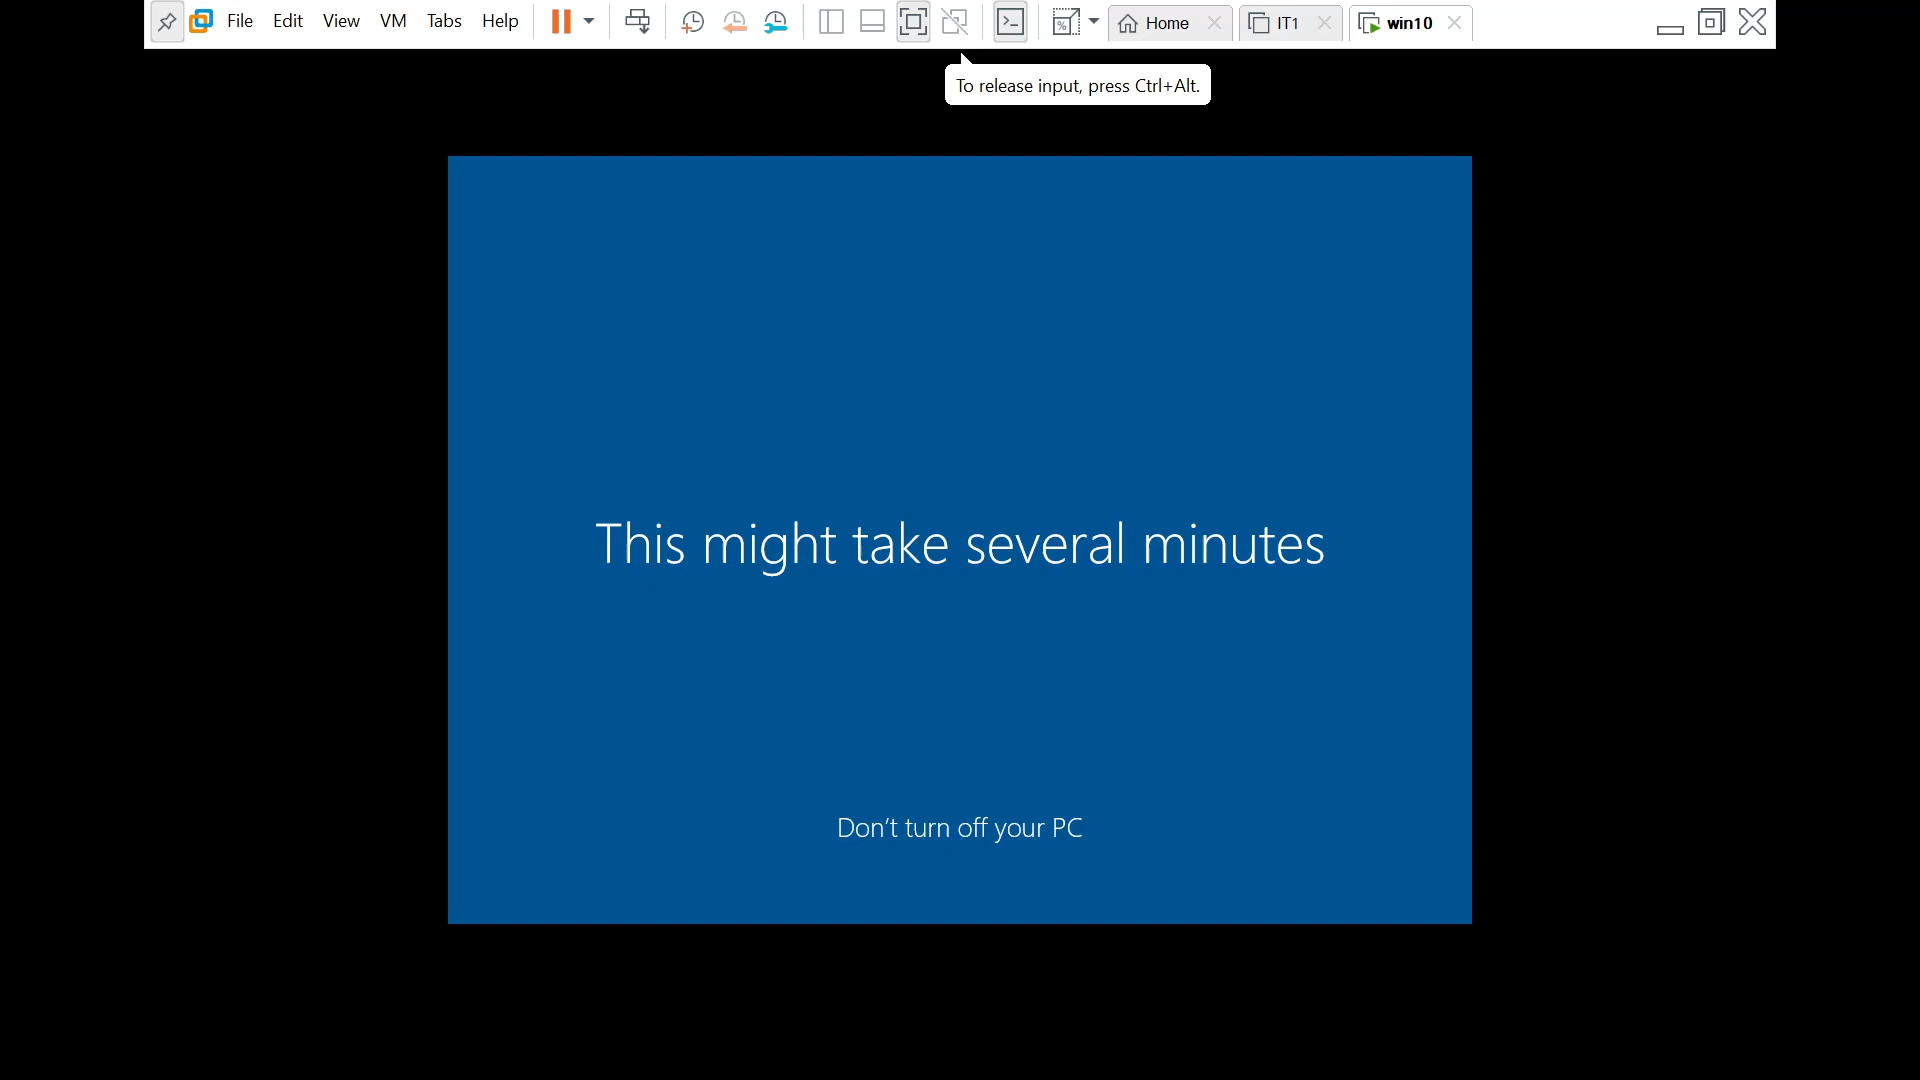 File Edit View VM Tabs Help Home IT1 win10
To release input, press Ctrl+Alt.
This might take several minutes
Don't turn off your PC